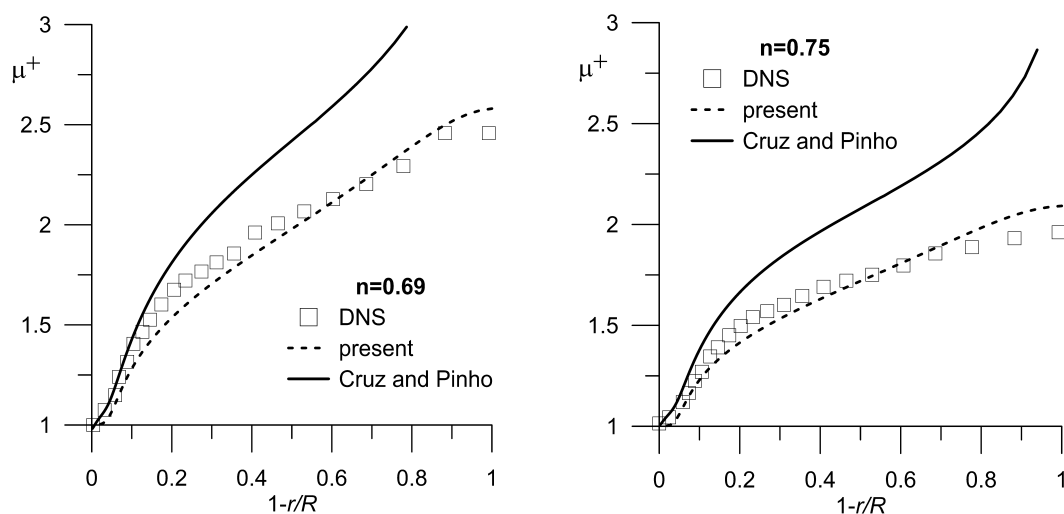 3
μ+
2.5
2
1.5
1
0
0.2
0.4
0.6
0.8
1
1-r/R
n=0.69
DNS
present
Cruz and Pinho
3
μ+
2.5
2
1.5
1
0
0.2
0.4
0.6
0.8
1
1-r/R
n=0.75
DNS
present
Cruz and Pinho